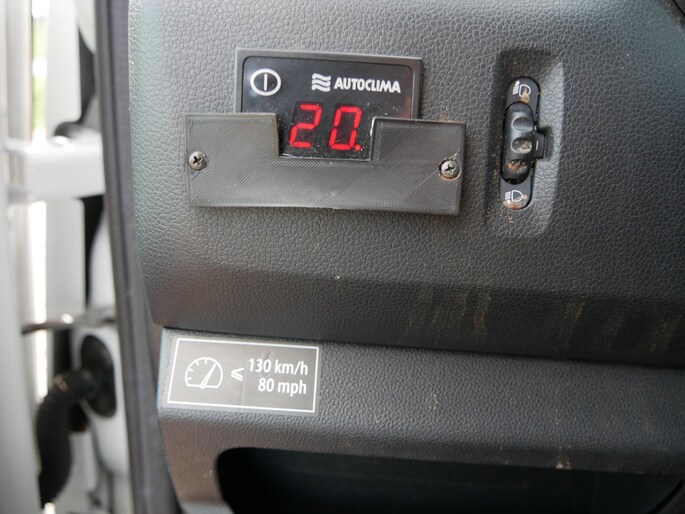 AUTOCLIMA
20.
≤ 130 km/h
80 mph